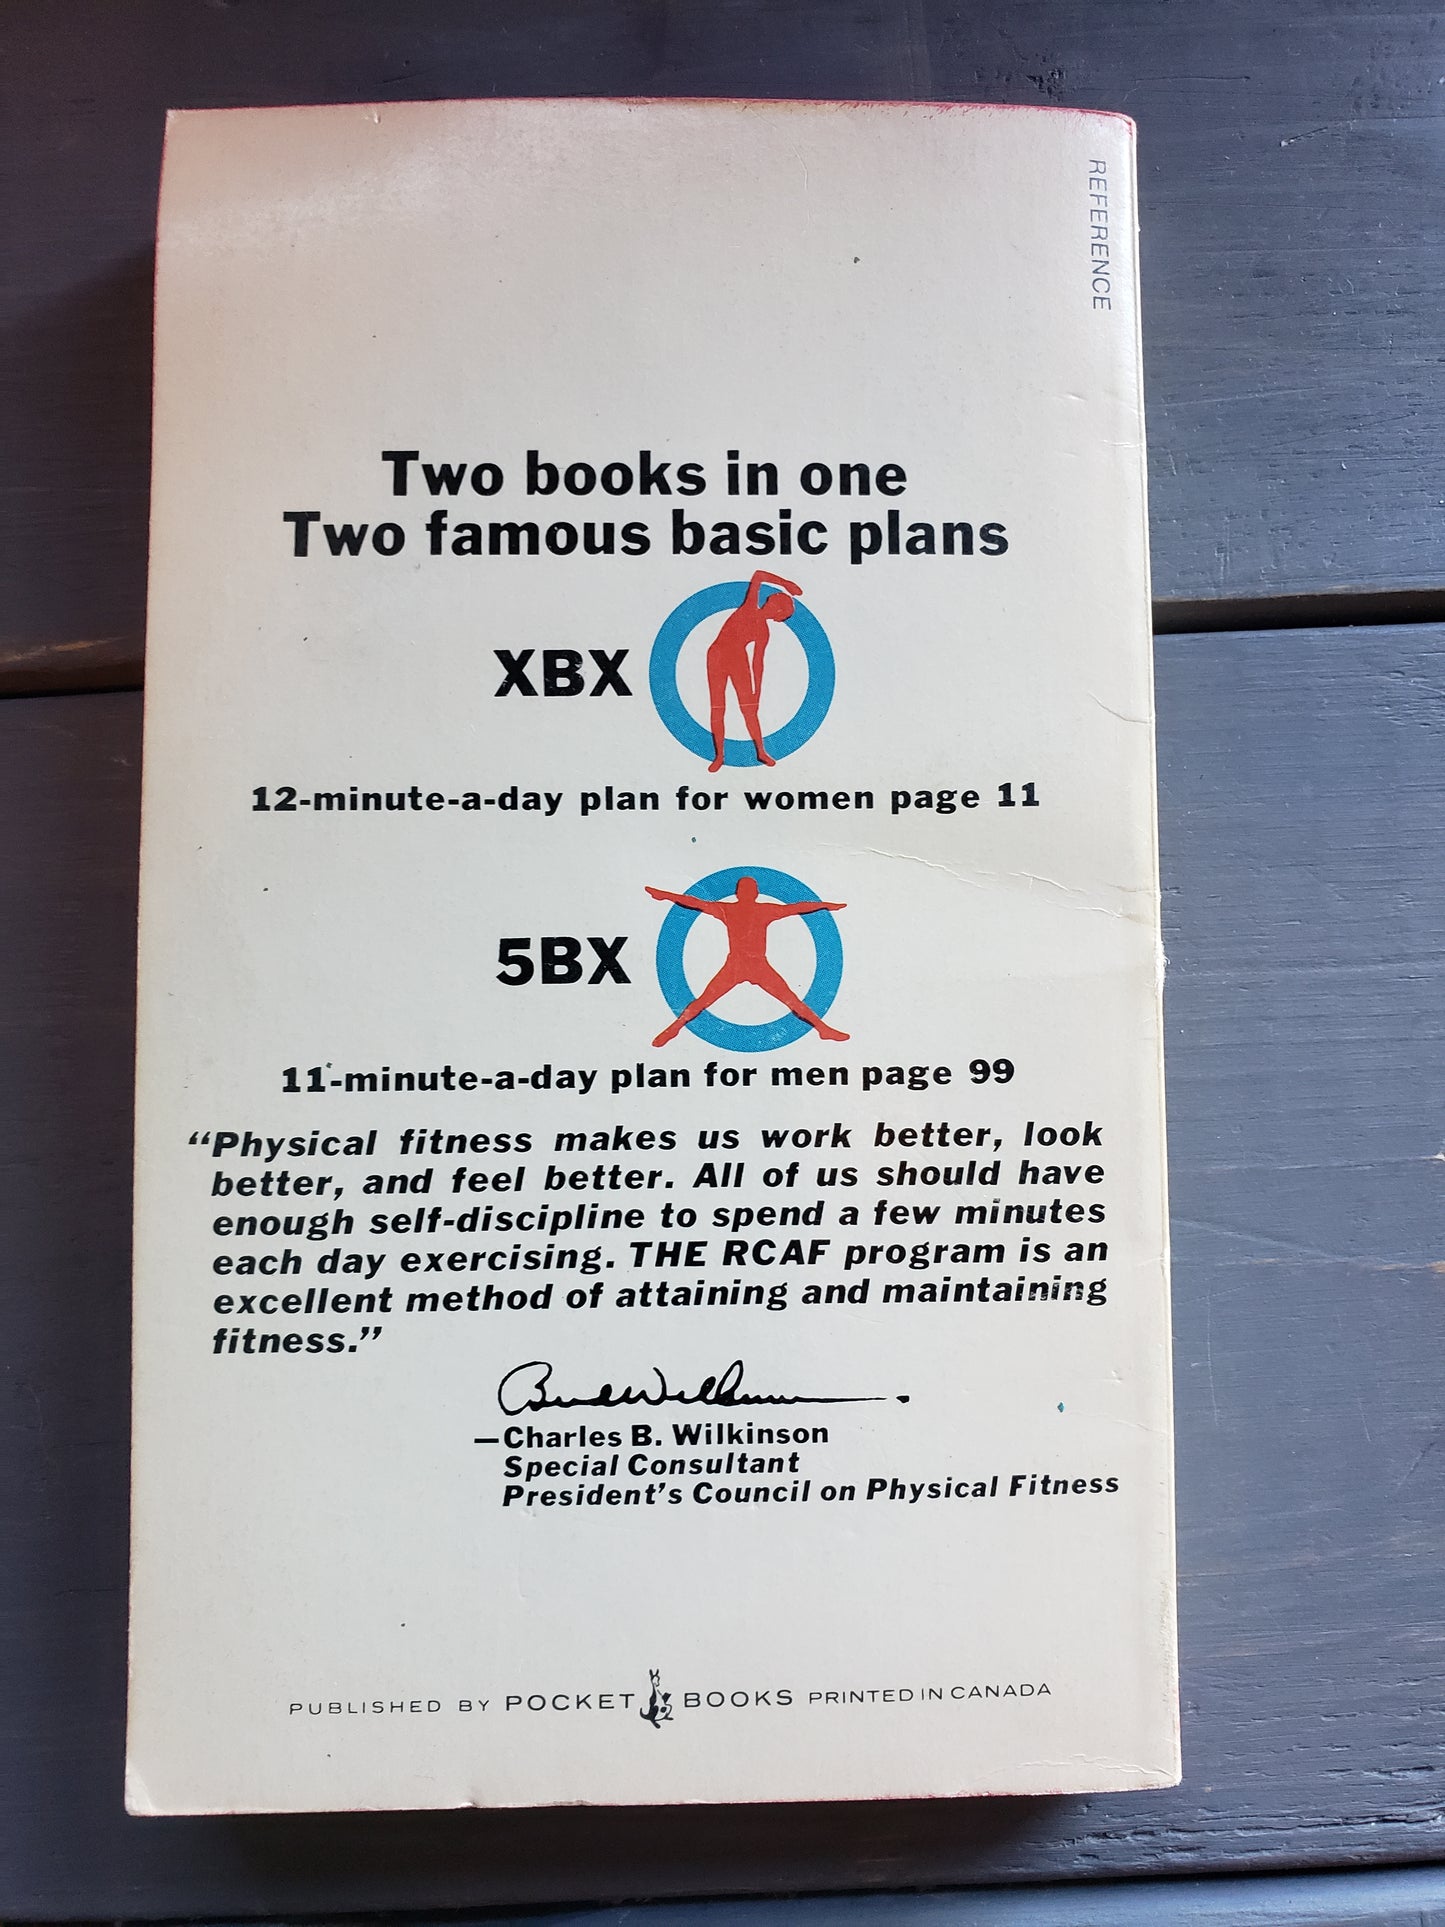 REFERENCE
Two books in one
Two famous basic plans
XBX
12-minute-a-day plan for women page 11
5BX
11-minute-a-day plan for men page 99
“Physical fitness makes us work better, look
better, and feel better. All of us should have
enough self-discipline to spend a few minutes
each day exercising. THE RCAF program is an
excellent method of attaining and maintaining
fitness.”
Bud Wilkinson
—Charles B. Wilkinson
Special Consultant
President's Council on Physical Fitness
PUBLISHED BY POCKET BOOKS PRINTED IN CANADA